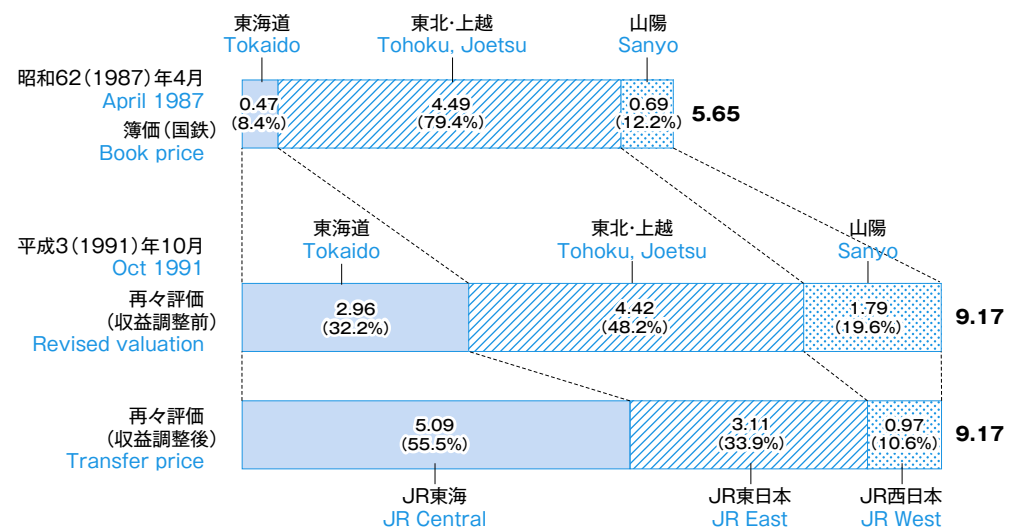 東海道
Tokaido
東北・上越
Tohoku, Joetsu
山陽
Sanyo
昭和62(1987)年4月
April 1987
簿価(国鉄)
Book price
0.47
(8.4%)
4.49
(79.4%)
0.69
(12.2%)
5.65
東海道
Tokaido
東北・上越
Tohoku, Joetsu
山陽
Sanyo
平成3(1991)年10月
Oct 1991
再々評価
(収益調整前)
Revised valuation
2.96
(32.2%)
4.42
(48.2%)
1.79
(19.6%)
9.17
再々評価
(収益調整後)
Transfer price
5.09
(55.5%)
3.11
(33.9%)
0.97
(10.6%)
9.17
JR東海
JR Central
JR東日本
JR East
JR西日本
JR West